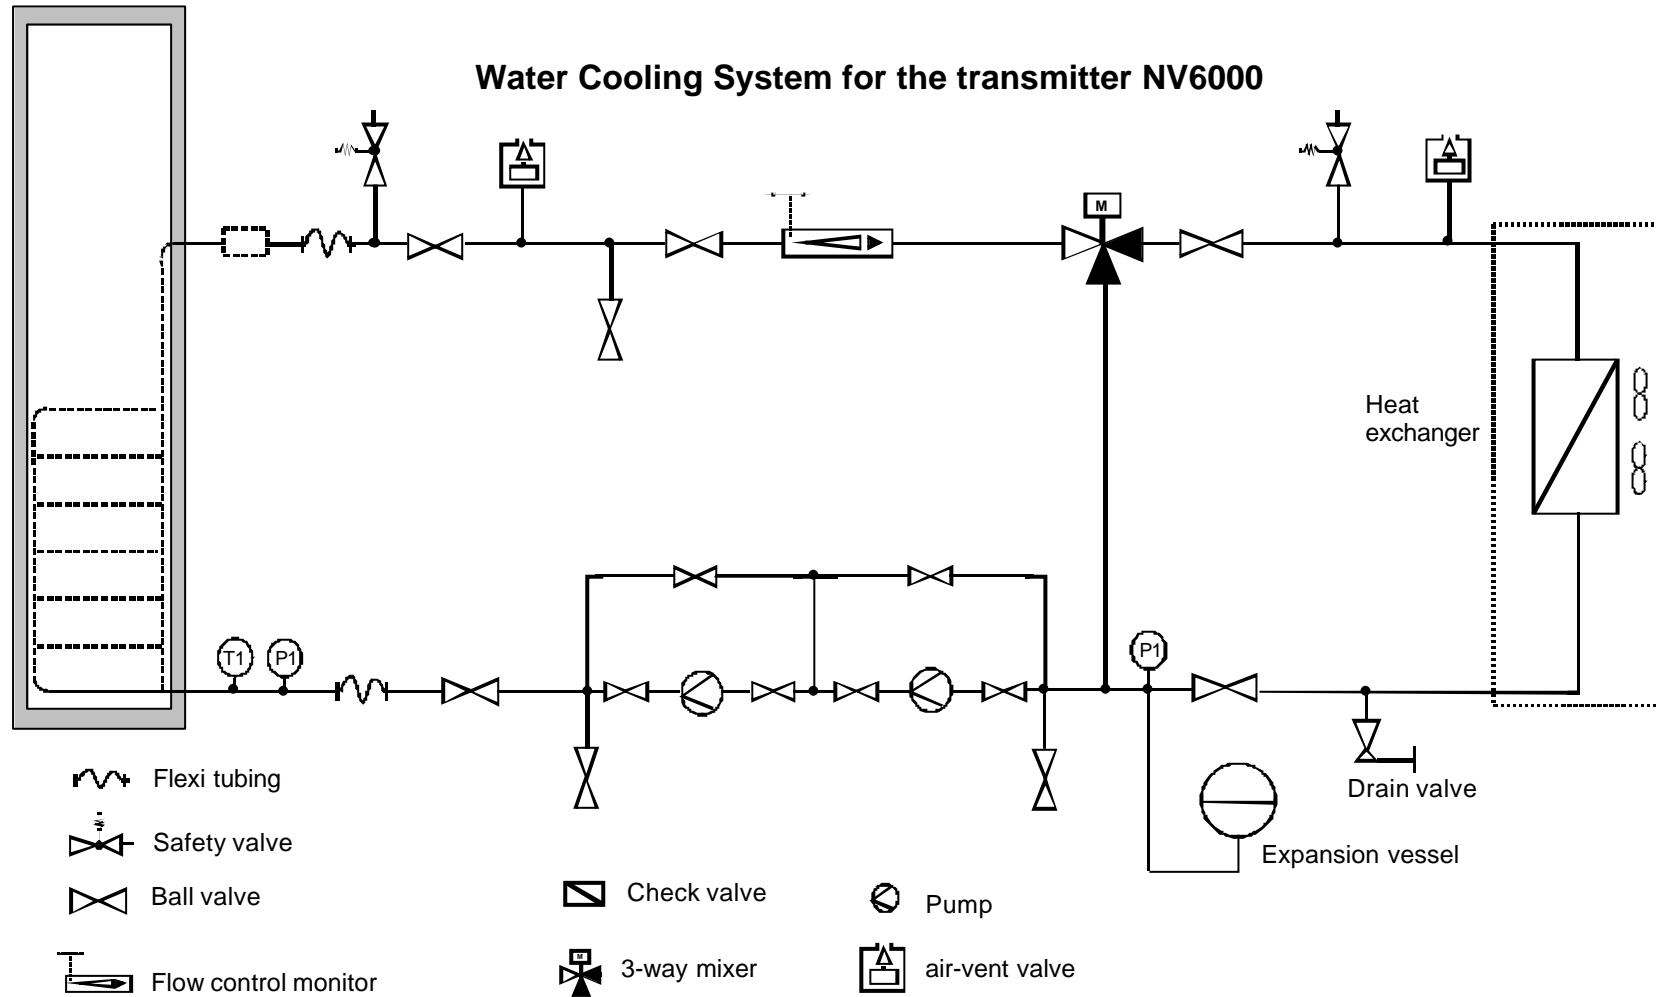 Water Cooling System for the transmitter NV6000
M
Heat
exchanger
T1
P1
P1
Drain valve
Expansion vessel
Flexi tubing
Safety valve
Ball valve
Flow control monitor
Check valve
M
3-way mixer
Pump
air-vent valve